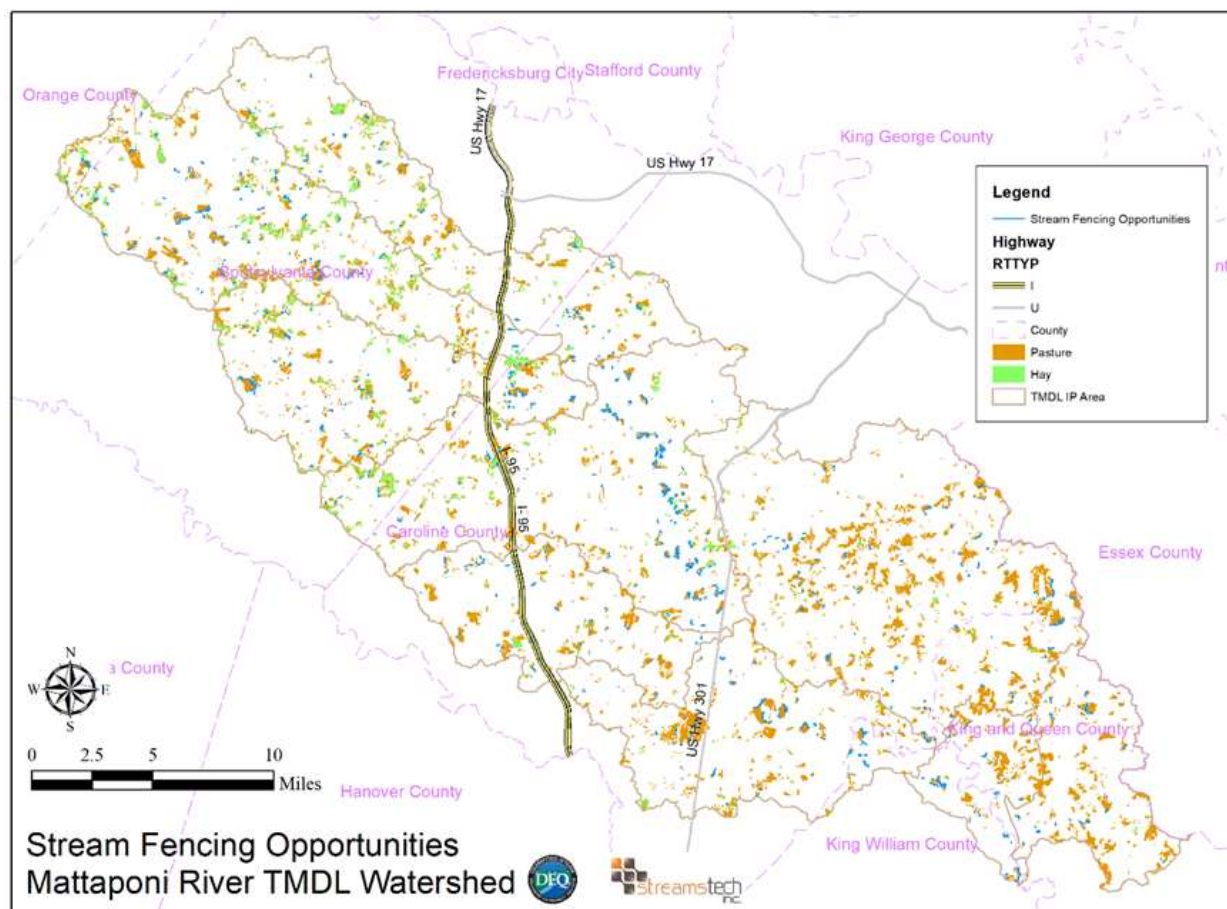 Fredericksburg City
Stafford County
Orange County
US Hwy 17
King George County
US Hwy 17
Legend
Stream Fencing Opportunities
Highway
RTTYP
I
U
County
Pasture
Hay
TMDL IP Area
Spotsylvania County
I-95
I-95
Caroline County
Essex County
N
W E
S
a County
US Hwy 301
King and Queen County
0 2.5 5 10
Miles
Hanover County
King William County
Stream Fencing Opportunities
Mattaponi River TMDL Watershed
DEQ
streamstech
inc.